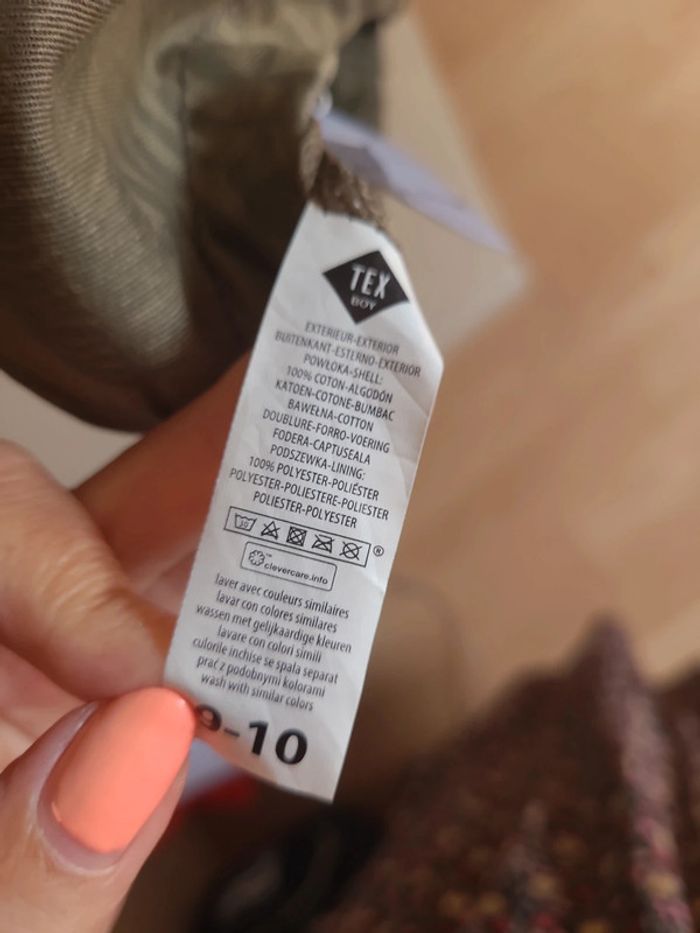 TEX
BOY
EXTERIEUR-EXTERIOR
BUITENKANT-ESTERNO-EXTERIOR
POWŁOKA-SHELL:
100% COTON-ALGODÓN
KATOEN-COTONE-BUMBAC
BAWEŁNA-COTTON
DOUBLURE-FORRO-VOERING
FODERA-CAPTUSEALA
PODSZEWKA-LINING:
100% POLYESTER-POLIÉSTER
POLYESTER-POLIESTERE-POLIESTER
POLIESTER-POLYESTER
30 ®
™ clevercare.info
laver avec couleurs similaires
lavar con colores similares
wassen met gelijkaardige kleuren
lavare con colori simili
culorile inchise se spala separat
prać z podobnymi kolorami
wash with similar colors
9-10